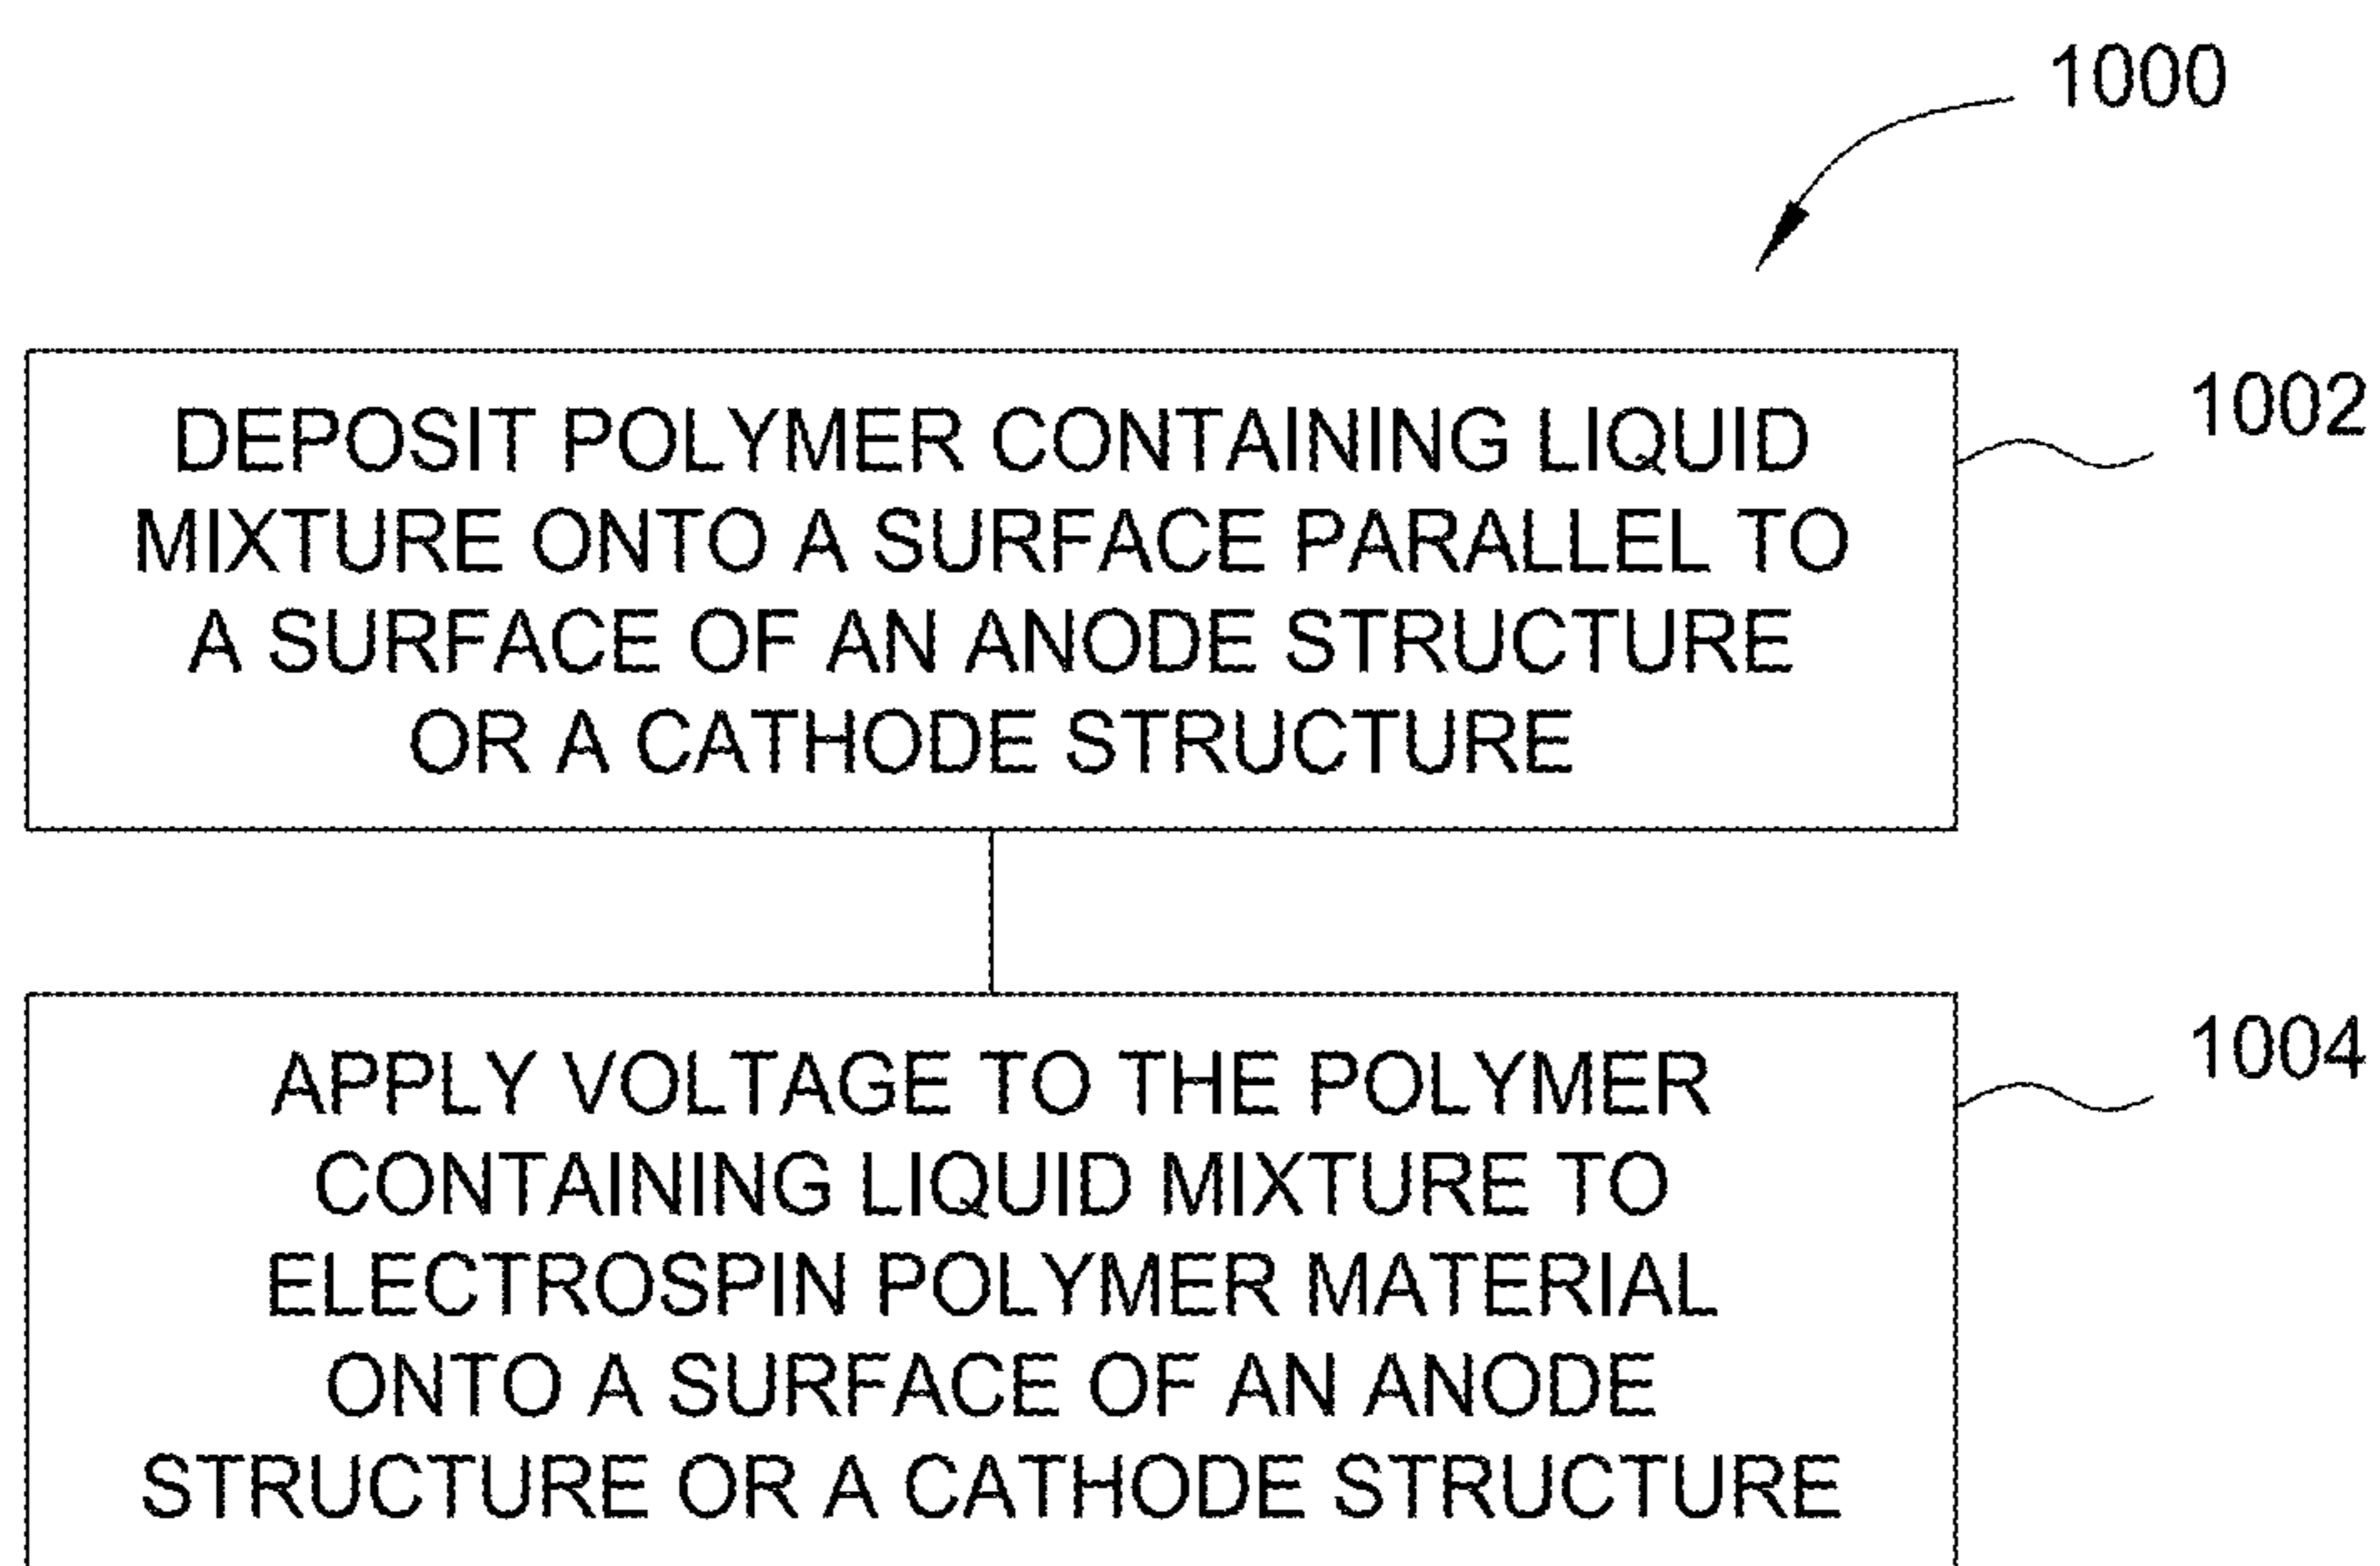 1000
DEPOSIT POLYMER CONTAINING LIQUID
MIXTURE ONTO A SURFACE PARALLEL TO
A SURFACE OF AN ANODE STRUCTURE
OR A CATHODE STRUCTURE
1002
APPLY VOLTAGE TO THE POLYMER
CONTAINING LIQUID MIXTURE TO
ELECTROSPIN POLYMER MATERIAL
ONTO A SURFACE OF AN ANODE
STRUCTURE OR A CATHODE STRUCTURE
1004